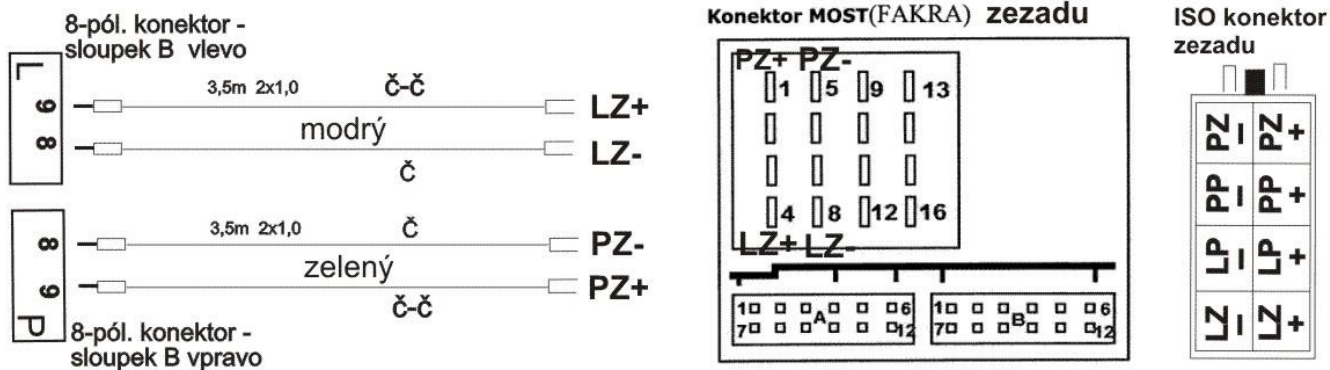 8-pól. konektor -
sloupek B vlevo
L
9
8
3,5m 2x1,0
č-č
modrý
č
LZ+
LZ-
8
9
P
3,5m 2x1,0
č
zelený
č-č
PZ-
PZ+
8-pól. konektor -
sloupek B vpravo
Konektor MOST(FAKRA) zezadu
PZ+ PZ-
1 5 9 13
4 8 12 16
LZ+ LZ-
1 A 6
7 12
1 B 6
7 12
ISO konektor
zezadu
PZ - PZ +
PP - PP +
LP - LP +
LZ - LZ +